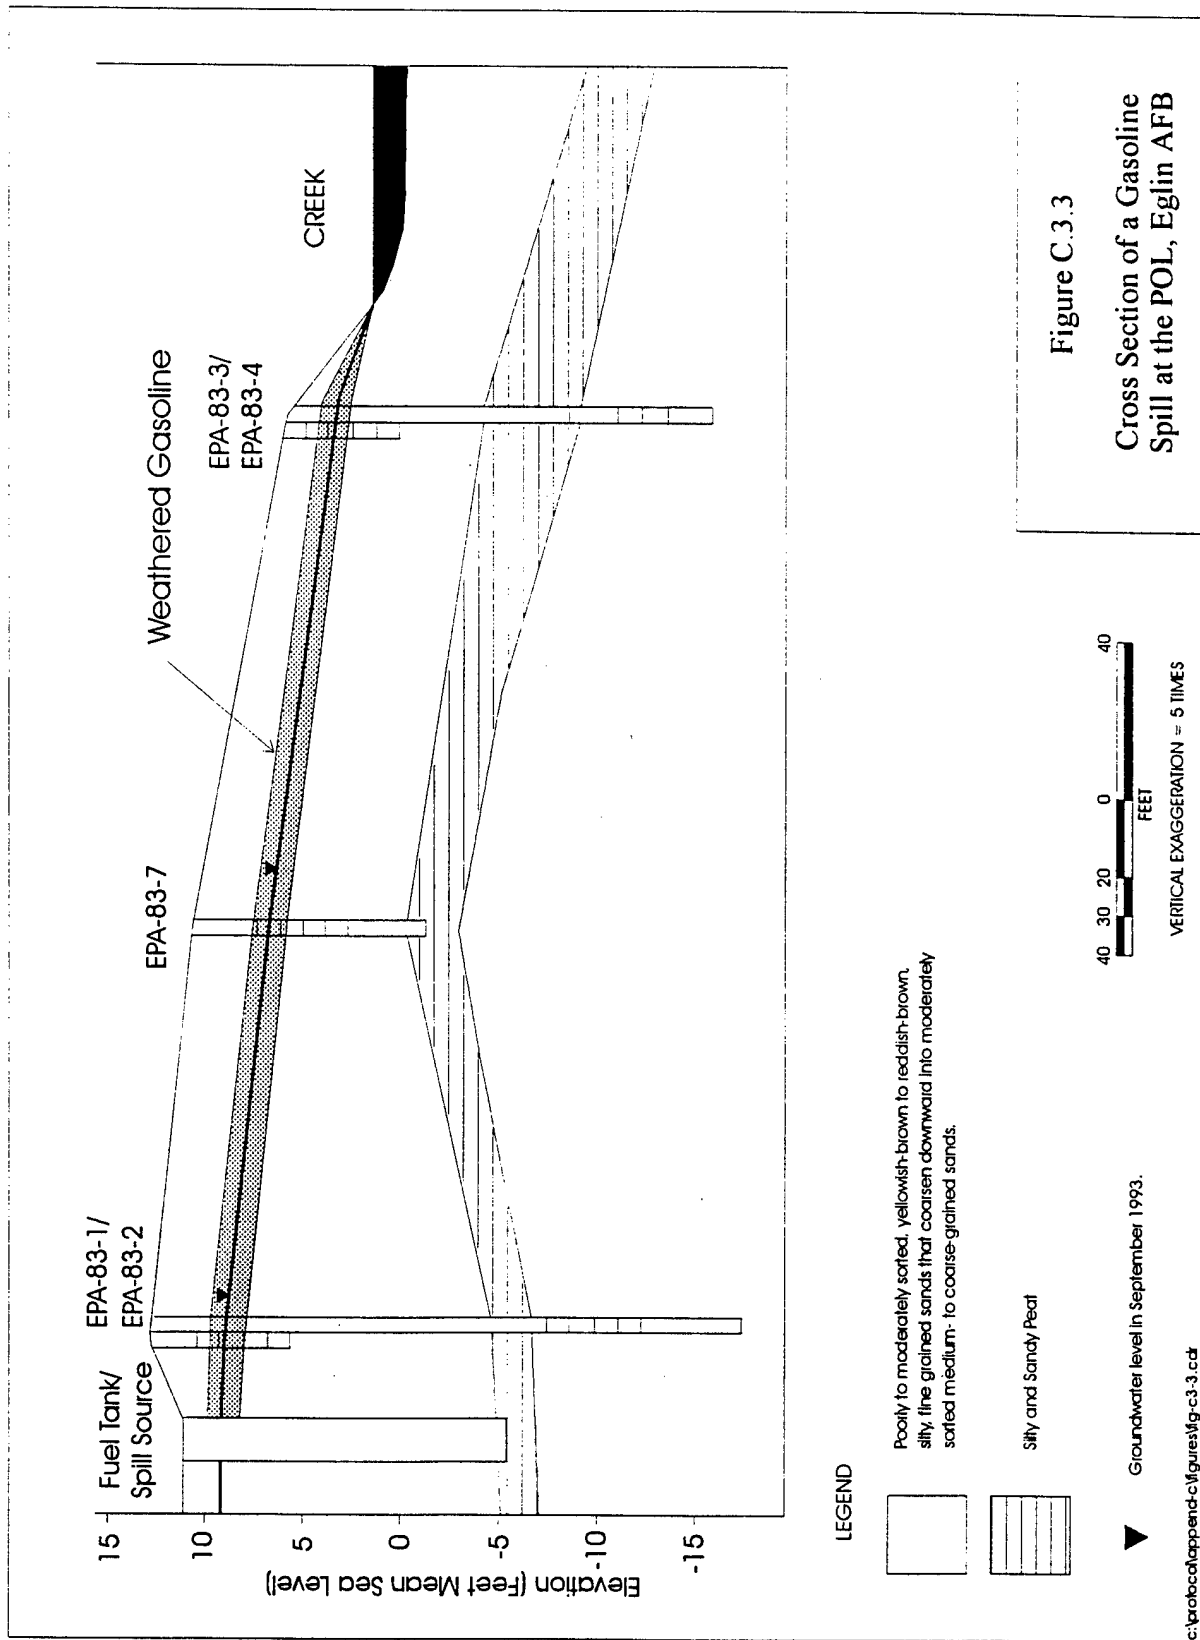 Fuel Tank/
Spill Source
EPA-83-1/
EPA-83-2
EPA-83-7
Weathered Gasoline
EPA-83-3/
EPA-83-4
CREEK
15
10
5
0
-5
-10
-15
Elevation (Feet Mean Sea Level)
LEGEND
Poorly to moderately sorted, yellowish-brown to reddish-brown,
silty, fine grained sands that coarsen downward into moderately
sorted medium- to coarse-grained sands.
Silty and Sandy Peat
Groundwater level in September 1993.
40 30 20 0 40
FEET
VERTICAL EXAGGERATION = 5 TIMES
Figure C.3.3
Cross Section of a Gasoline
Spill at the POL, Eglin AFB
c:\protocol\append-c\figures\fig-c3-3.cdr